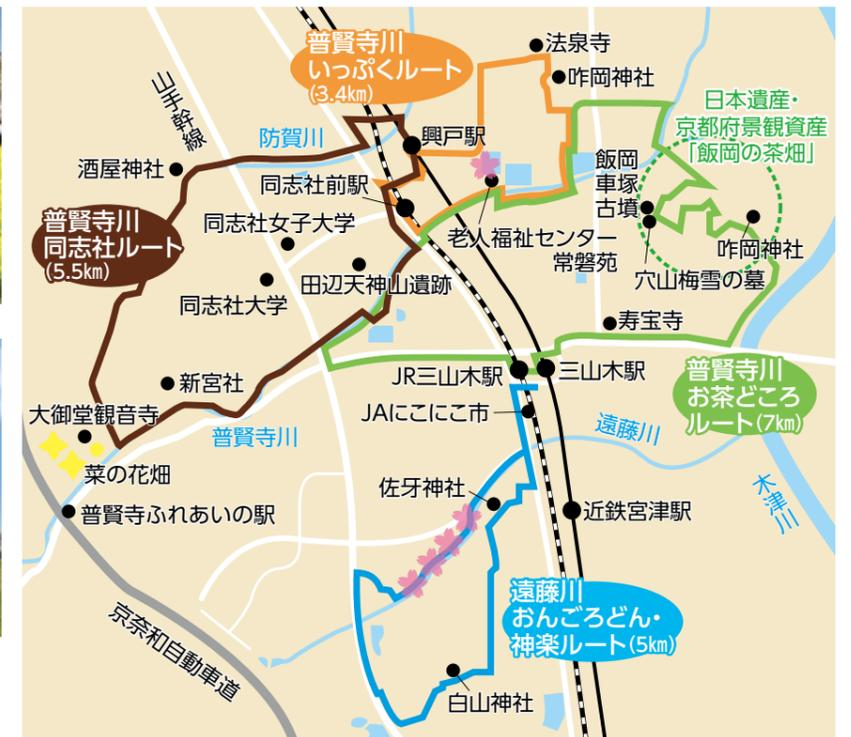 普賢寺川
いっぷくルート
(3.4㎞)
法泉寺
咋岡神社
山手幹線
防賀川
興戸駅
日本遺産・
京都府景観資産
「飯岡の茶畑」
酒屋神社
同志社前駅
飯岡
車塚
古墳
普賢寺川
同志社ルート
(5.5㎞)
同志社女子大学
老人福祉センター
常磐苑
咋岡神社
穴山梅雪の墓
同志社大学
田辺天神山遺跡
寿宝寺
新宮社
JR三山木駅
三山木駅
普賢寺川
お茶どころ
ルート(7㎞)
大御堂観音寺
JAにこにこ市
普賢寺川
遠藤川
菜の花畑
木津川
佐牙神社
普賢寺ふれあいの駅
近鉄宮津駅
遠藤川
おんごろどん・
神楽ルート(5㎞)
京奈和自動車道
白山神社